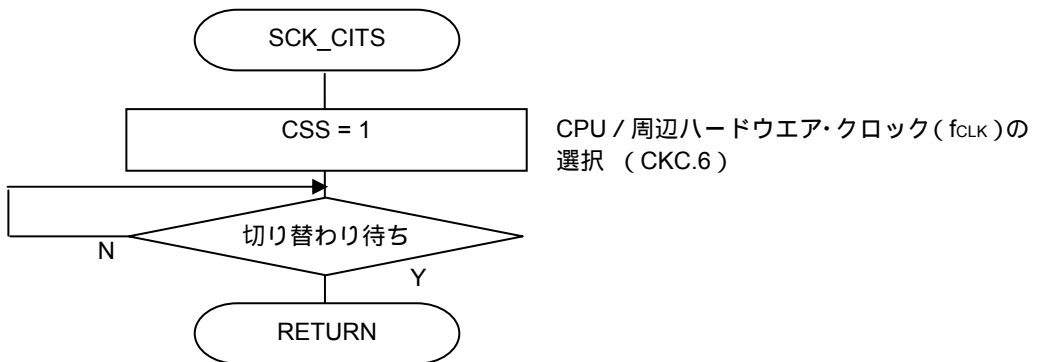 SCK_CITS
CSS = 1
CPU / 周辺ハードウエア・クロック( fCLK )の
選択 ( CKC.6 )
切り替わり待ち
N
Y
RETURN